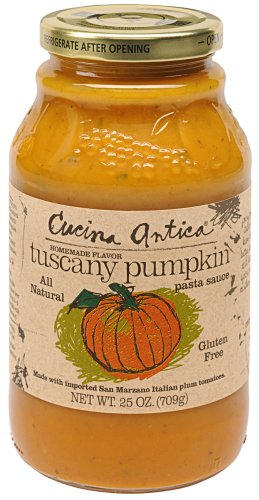 REFRIGERATE AFTER OPENING — OPEN
Cucina Antica®
HOMEMADE FLAVOR
tuscany pumpkin
pasta sauce
All
Natural
Gluten
Free
Made with imported San Marzano Italian plum tomatoes.
NET WT. 25 OZ. (709g)